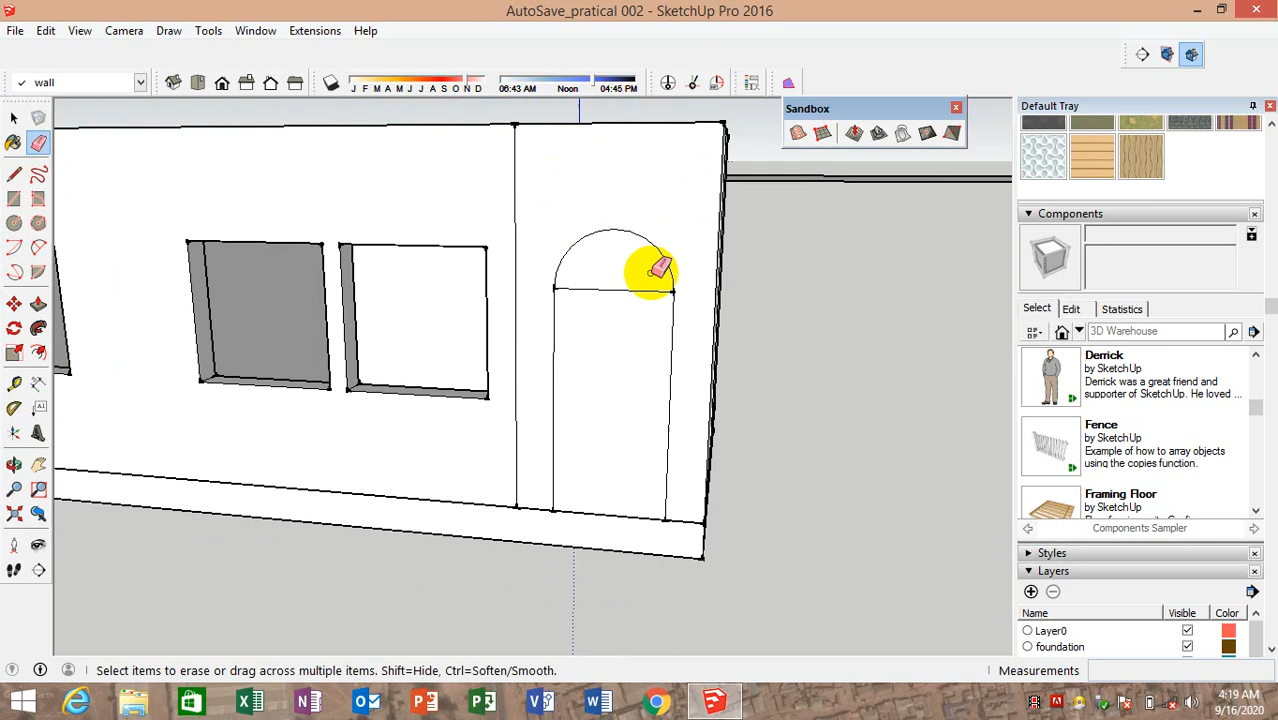 AutoSave_pratical 002 - SketchUp Pro 2016
File Edit View Camera Draw Tools Window Extensions Help
wall
J F M A M J J A S O N D
06:43 AM Noon 04:45 PM
Sandbox
Default Tray
Components
Select Edit Statistics
3D Warehouse
Derrick
by SketchUp
Derrick was a great friend and
supporter of SketchUp. He loved ...
Fence
by SketchUp
Example of how to array objects
using the copies function.
Framing Floor
Components Sampler
Styles
Layers
Name Visible Color
Layer0
foundation
Select items to erase or drag across multiple items. Shift=Hide, Ctrl=Soften/Smooth.
Measurements
4:19 AM
9/16/2020